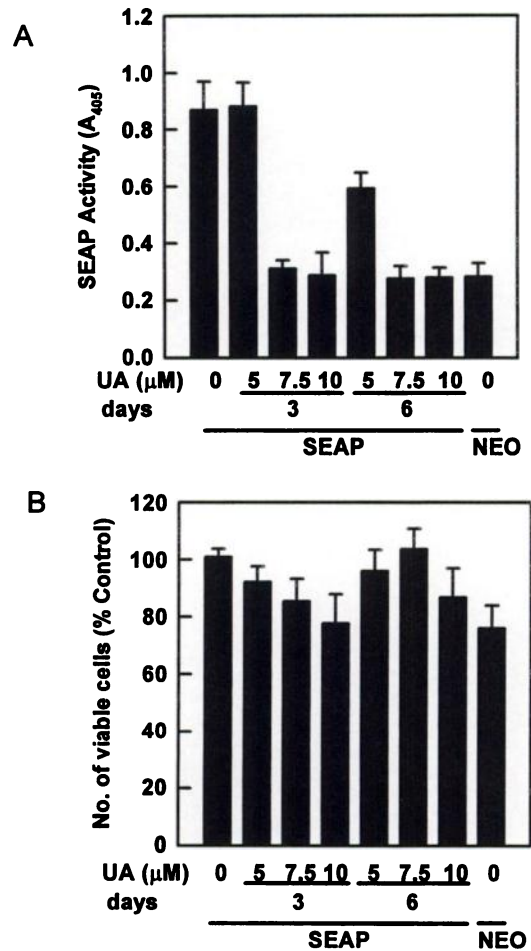 A
SEAP Activity (A405)
1.2
1.0
0.8
0.6
0.4
0.2
0.0
UA (μM) 0 5 7.5 10 5 7.5 10 0
days 3 6
SEAP NEO
B
No. of viable cells (% Control)
120
100
80
60
40
20
0
UA (μM) 0 5 7.5 10 5 7.5 10 0
days 3 6
SEAP NEO